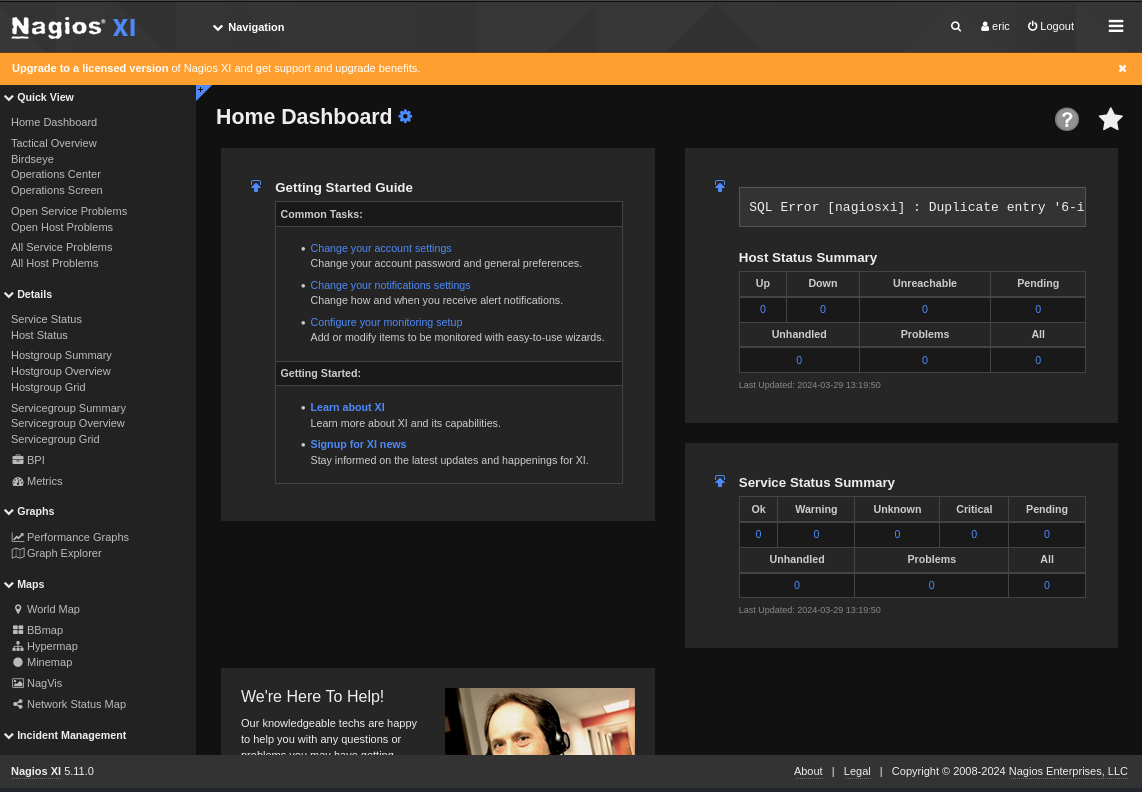 Nagios® XI
Navigation
eric
Logout
Upgrade to a licensed version of Nagios XI and get support and upgrade benefits.
Quick View
Home Dashboard
Tactical Overview
Birdseye
Operations Center
Operations Screen
Open Service Problems
Open Host Problems
All Service Problems
All Host Problems
Details
Service Status
Host Status
Hostgroup Summary
Hostgroup Overview
Hostgroup Grid
Servicegroup Summary
Servicegroup Overview
Servicegroup Grid
BPI
Metrics
Graphs
Performance Graphs
Graph Explorer
Maps
World Map
BBmap
Hypermap
Minemap
NagVis
Network Status Map
Incident Management
Home Dashboard
?
Getting Started Guide
Common Tasks:
• Change your account settings
Change your account password and general preferences.
• Change your notifications settings
Change how and when you receive alert notifications.
• Configure your monitoring setup
Add or modify items to be monitored with easy-to-use wizards.
Getting Started:
• Learn about XI
Learn more about XI and its capabilities.
• Signup for XI news
Stay informed on the latest updates and happenings for XI.
We're Here To Help!
Our knowledgeable techs are happy
to help you with any questions or
problems you may have getting
SQL Error [nagiosxi] : Duplicate entry '6-i
Host Status Summary
Up Down Unreachable Pending
0 0 0 0
Unhandled Problems All
0 0 0
Last Updated: 2024-03-29 13:19:50
Service Status Summary
Ok Warning Unknown Critical Pending
0 0 0 0 0
Unhandled Problems All
0 0 0
Last Updated: 2024-03-29 13:19:50
Nagios XI 5.11.0
About | Legal | Copyright © 2008-2024 Nagios Enterprises, LLC